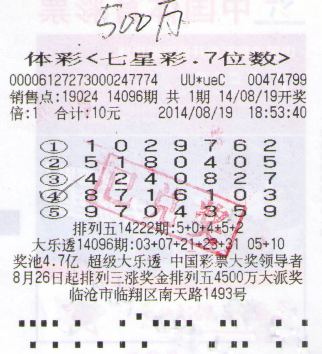 500万
体彩<七星彩.7位数>
00006127273000247774 UU*ueC 00474799
销售点:19024 14096期 共 1期 14/08/19开奖
倍:1 合计:10元 2014/08/19 18:53:40
① 1 0 2 9 7 6 2
② 5 1 8 0 4 0 5
③ 4 2 4 0 8 2 7
④ 8 7 1 6 1 0 3
⑤ 9 7 0 4 3 5 9
已兑奖
排列五14222期:5+0+4+5+2
大乐透14096期:03+07+21+23+31 05+10
奖池4.7亿 超级大乐透 中国彩票大奖领导者
8月26日起排列三涨奖金排列五4500万大派奖
临沧市临翔区南天路1493号